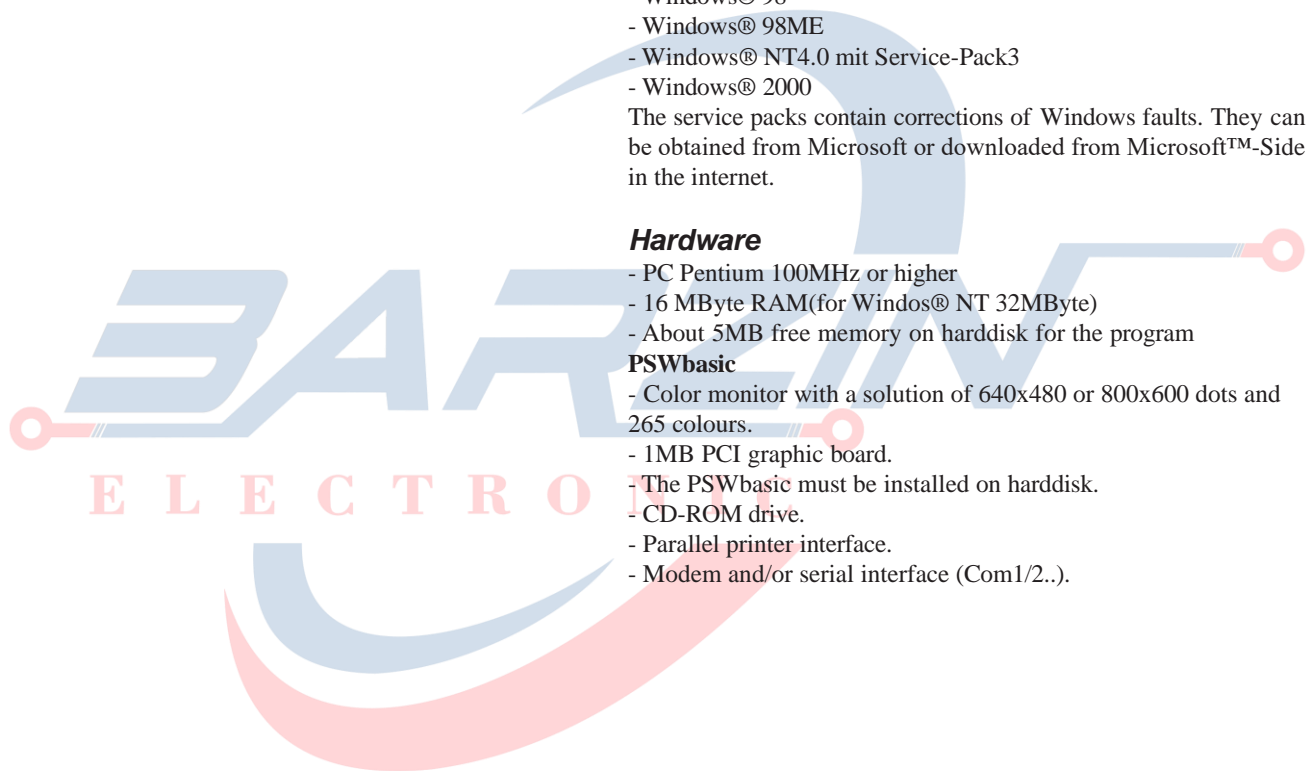 - Windows® 98
- Windows® 98ME
- Windows® NT4.0 mit Service-Pack3
- Windows® 2000
The service packs contain corrections of Windows faults. They can
be obtained from Microsoft or downloaded from Microsoft™-Side
in the internet.
Hardware
- PC Pentium 100MHz or higher
- 16 MByte RAM(for Windos® NT 32MByte)
- About 5MB free memory on harddisk for the program
PSWbasic
- Color monitor with a solution of 640x480 or 800x600 dots and
265 colours.
- 1MB PCI graphic board.
- The PSWbasic must be installed on harddisk.
- CD-ROM drive.
- Parallel printer interface.
- Modem and/or serial interface (Com1/2..).
BARZIN
ELECTRONIC